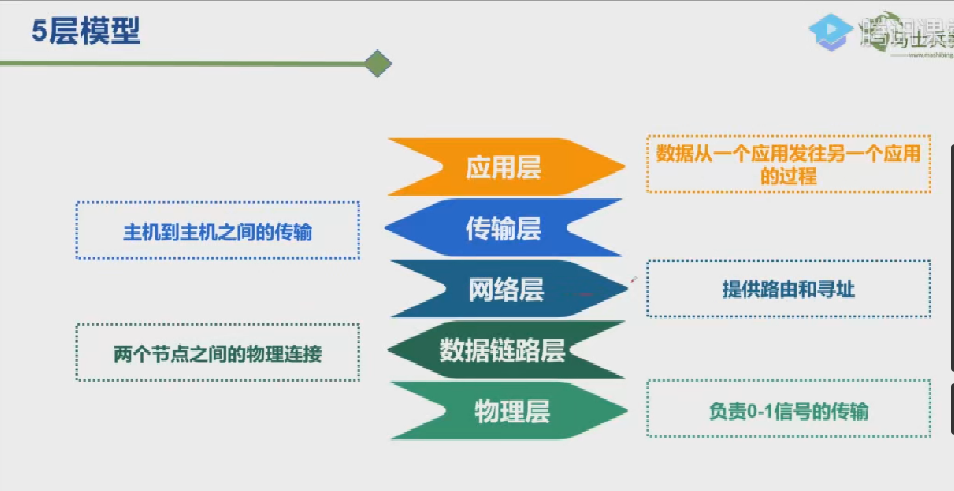 5层模型
腾讯课
应用层
数据从一个应用发往另一个应用
的过程
主机到主机之间的传输
传输层
网络层
提供路由和寻址
两个节点之间的物理连接
数据链路层
物理层
负责0-1信号的传输